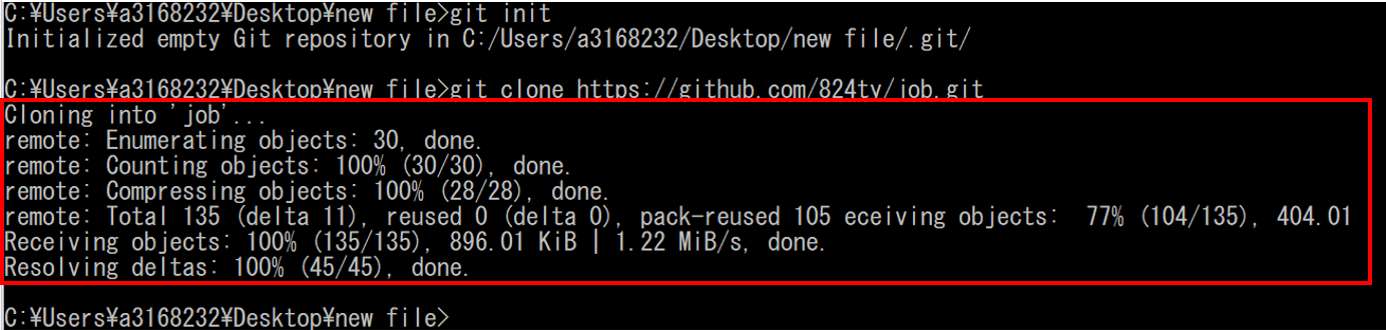 C:¥Users¥a3168232¥Desktop¥new file>git init
Initialized empty Git repository in C:/Users/a3168232/Desktop/new file/.git/
C:¥Users¥a3168232¥Desktop¥new file>git clone https://github.com/824ty/job.git
Cloning into 'job'...
remote: Enumerating objects: 30, done.
remote: Counting objects: 100% (30/30), done.
remote: Compressing objects: 100% (28/28), done.
remote: Total 135 (delta 11), reused 0 (delta 0), pack-reused 105 eceiving objects:  77% (104/135), 404.01
Receiving objects: 100% (135/135), 896.01 KiB | 1.22 MiB/s, done.
Resolving deltas: 100% (45/45), done.
C:¥Users¥a3168232¥Desktop¥new file>